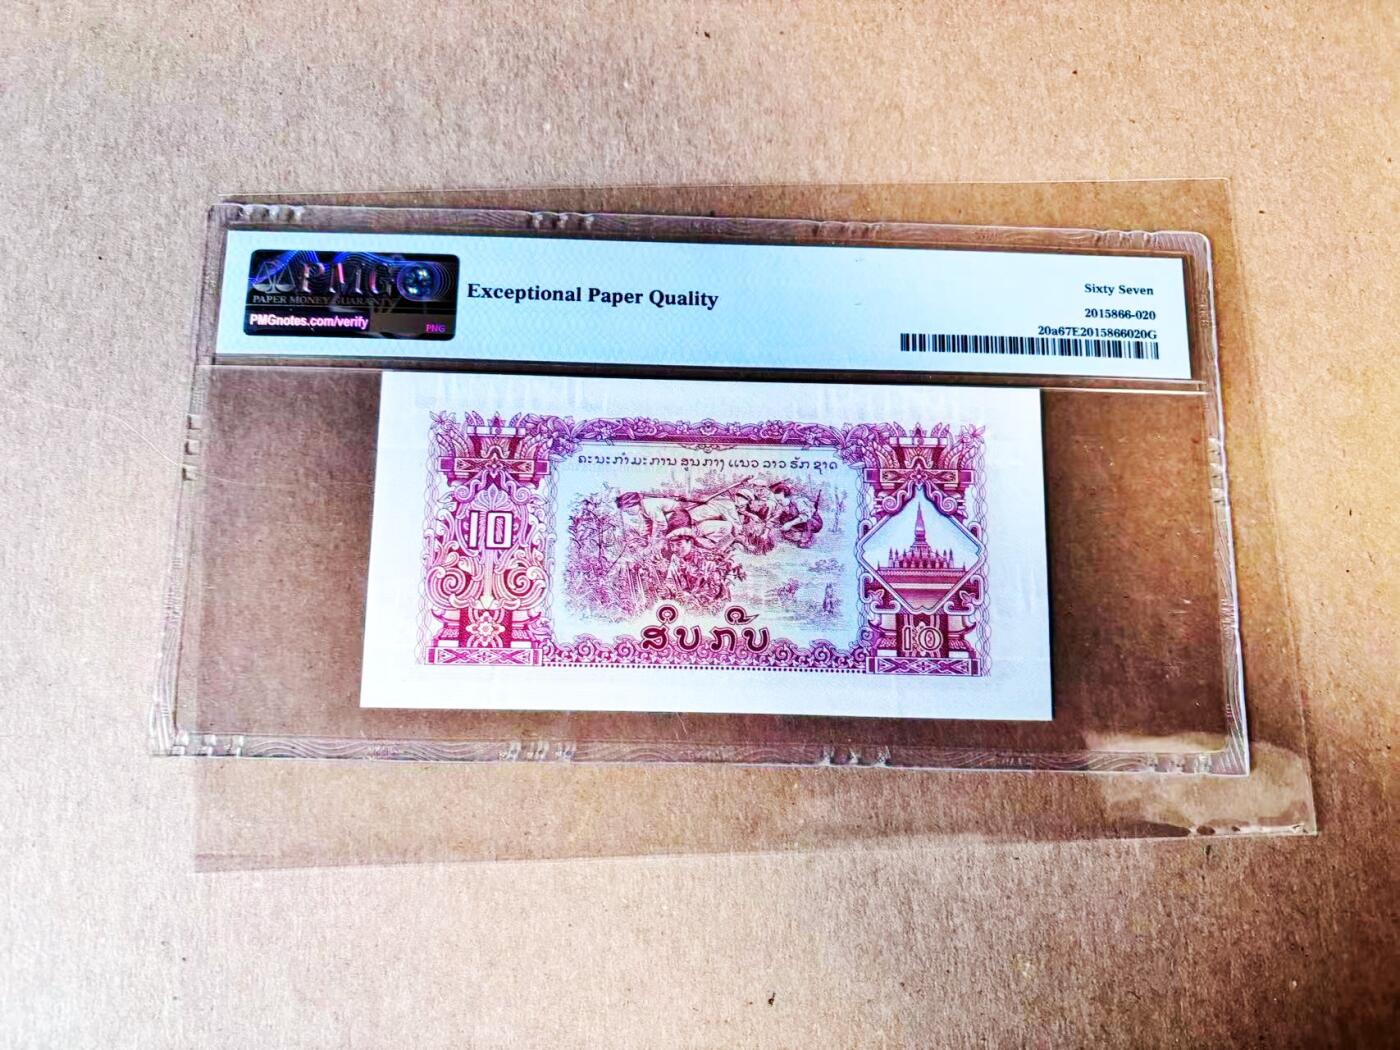 PMG
PAPER MONEY GUARANTY
PMGnotes.com/verify
PNG
Exceptional Paper Quality
Sixty Seven
2015866-020
20a67E2015866020G
ຄະນະກຳມະການ ສູນກາງ ແນວ ລາວ ຮັກ ຊາດ
10
ສິບກີບ
10